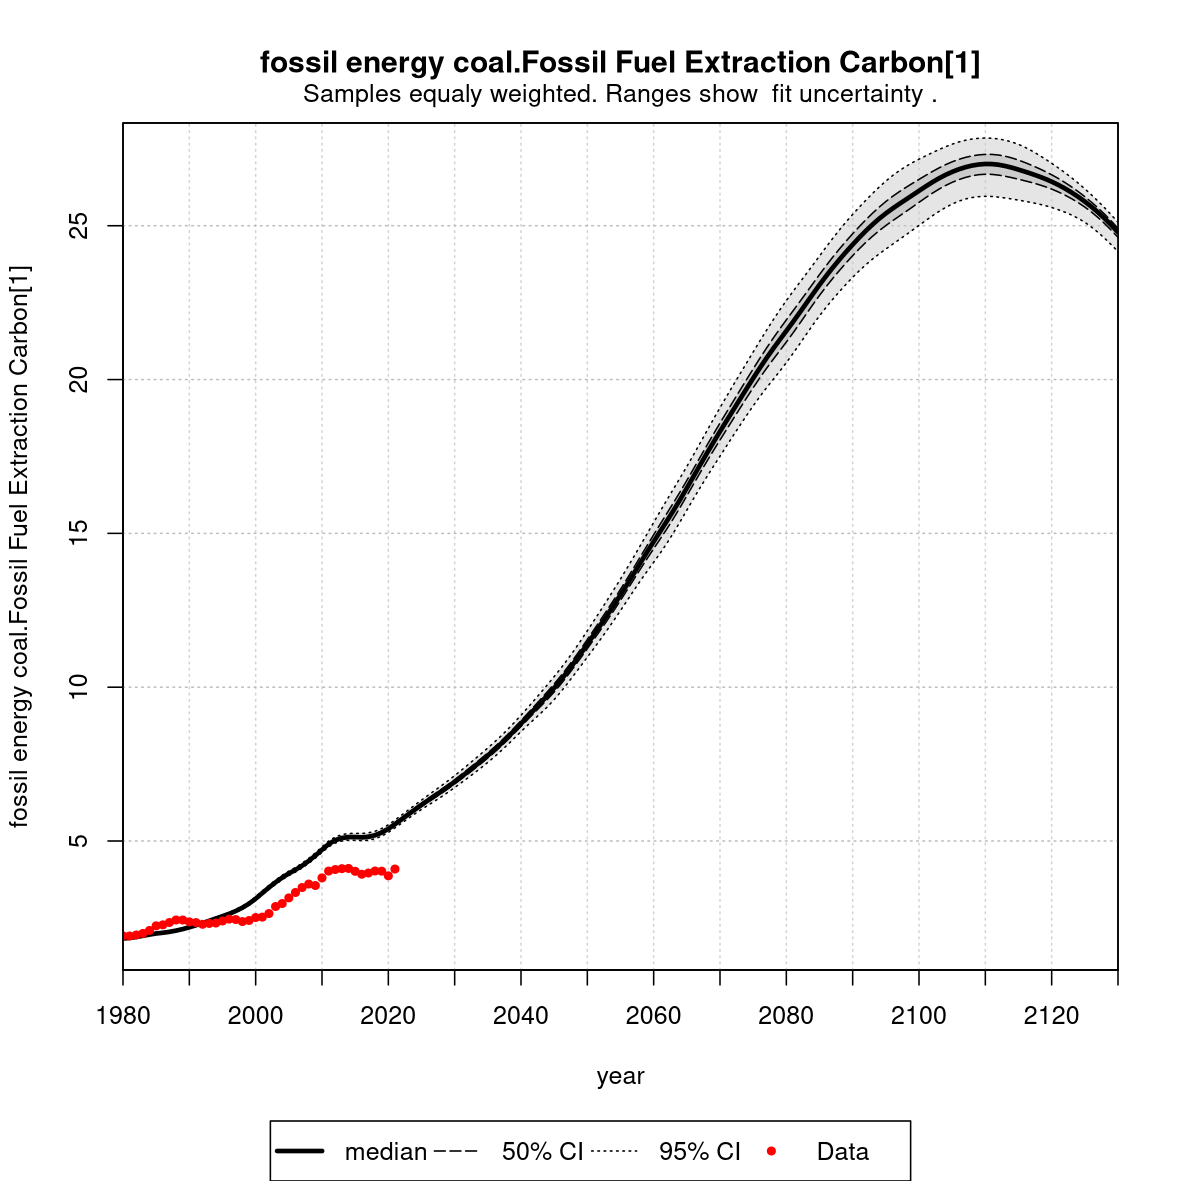 fossil energy coal.Fossil Fuel Extraction Carbon[1]
Samples equaly weighted. Ranges show  fit uncertainty .
fossil energy coal.Fossil Fuel Extraction Carbon[1]
25
20
15
10
5
1980 2000 2020 2040 2060 2080 2100 2120
year
median 50% CI 95% CI Data